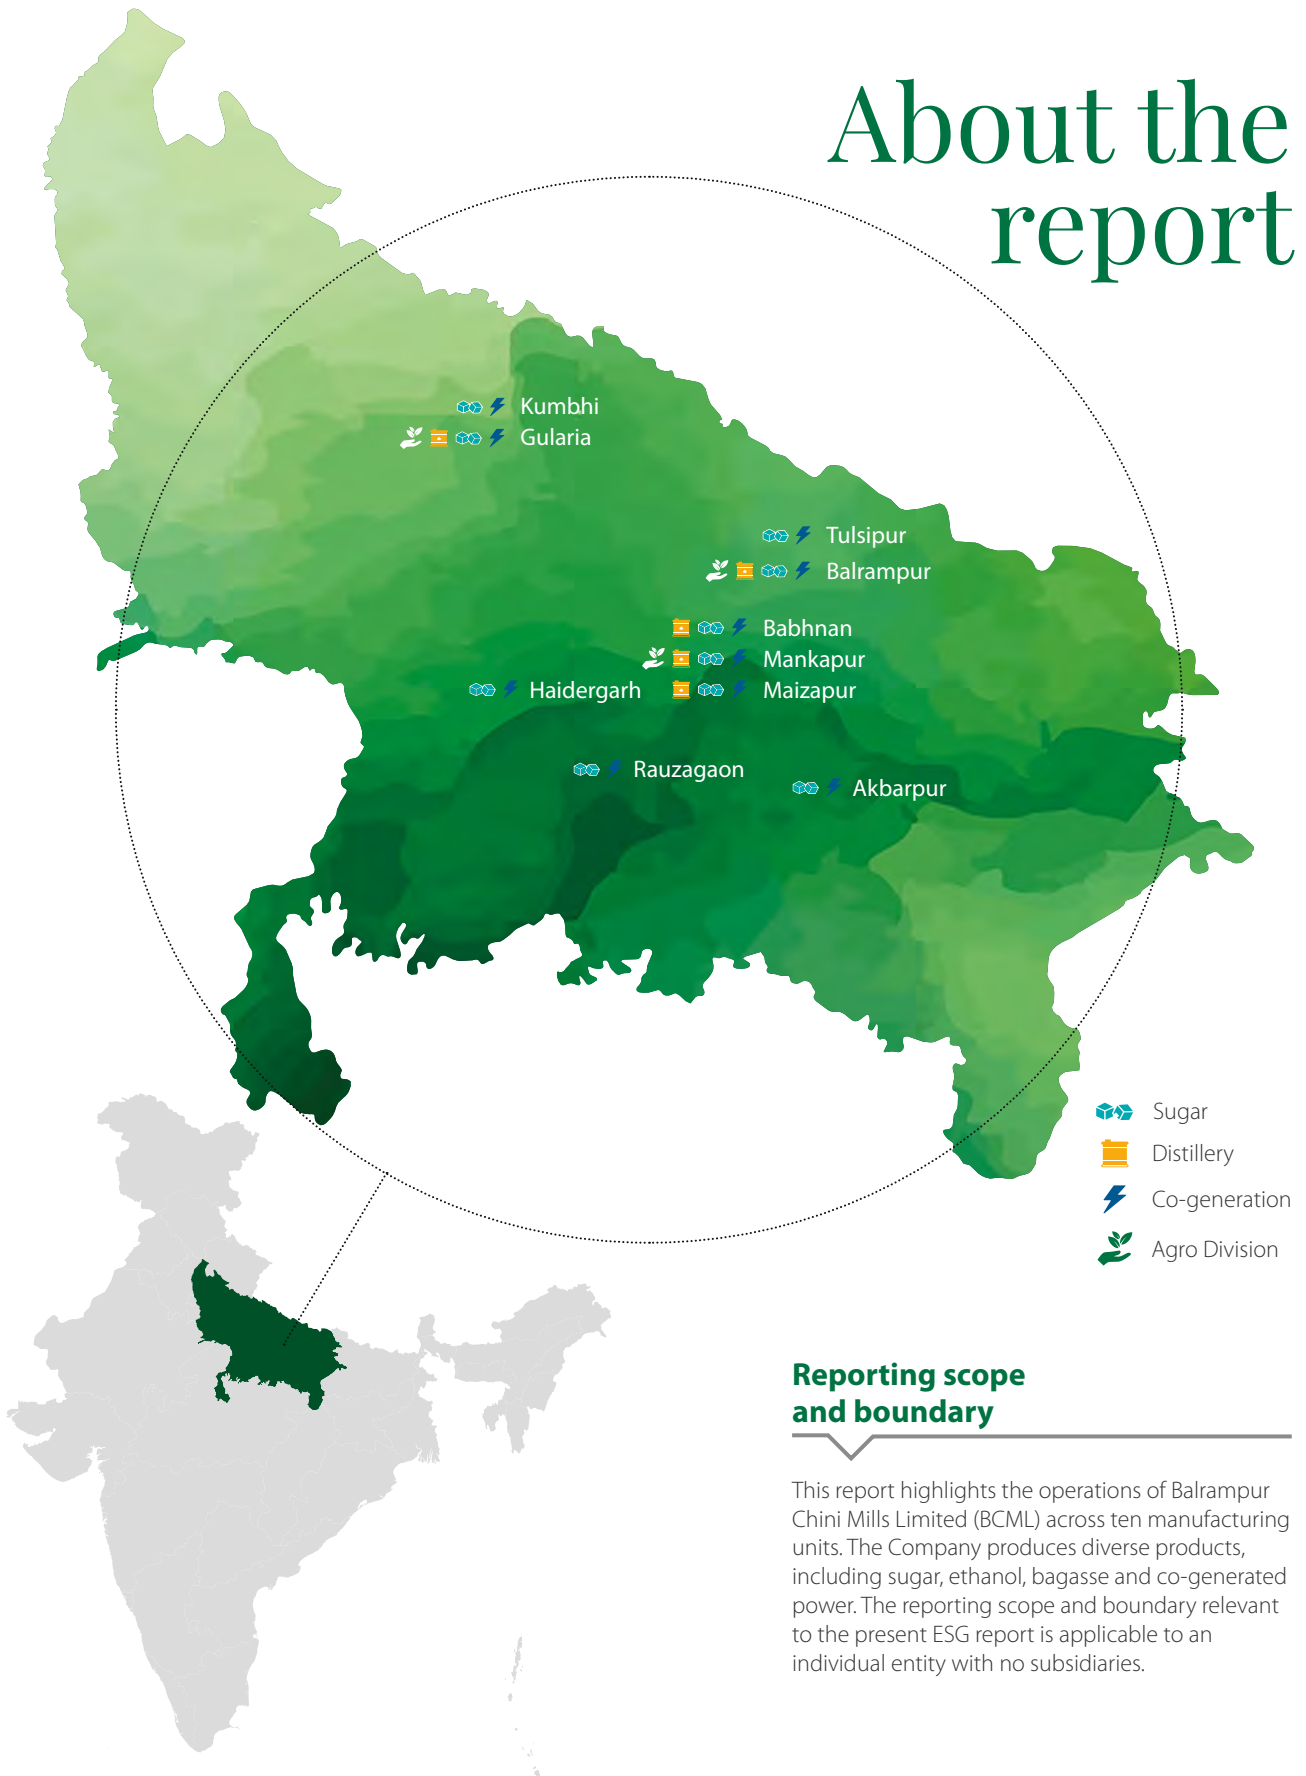 About the
report
Kumbhi
Gularia
Tulsipur
Balrampur
Babhnan
Mankapur
Haidergarh
Maizapur
Rauzagaon
Akbarpur
Sugar
Distillery
Co-generation
Agro Division
Reporting scope
and boundary
This report highlights the operations of Balrampur
Chini Mills Limited (BCML) across ten manufacturing
units. The Company produces diverse products,
including sugar, ethanol, bagasse and co-generated
power. The reporting scope and boundary relevant
to the present ESG report is applicable to an
individual entity with no subsidiaries.